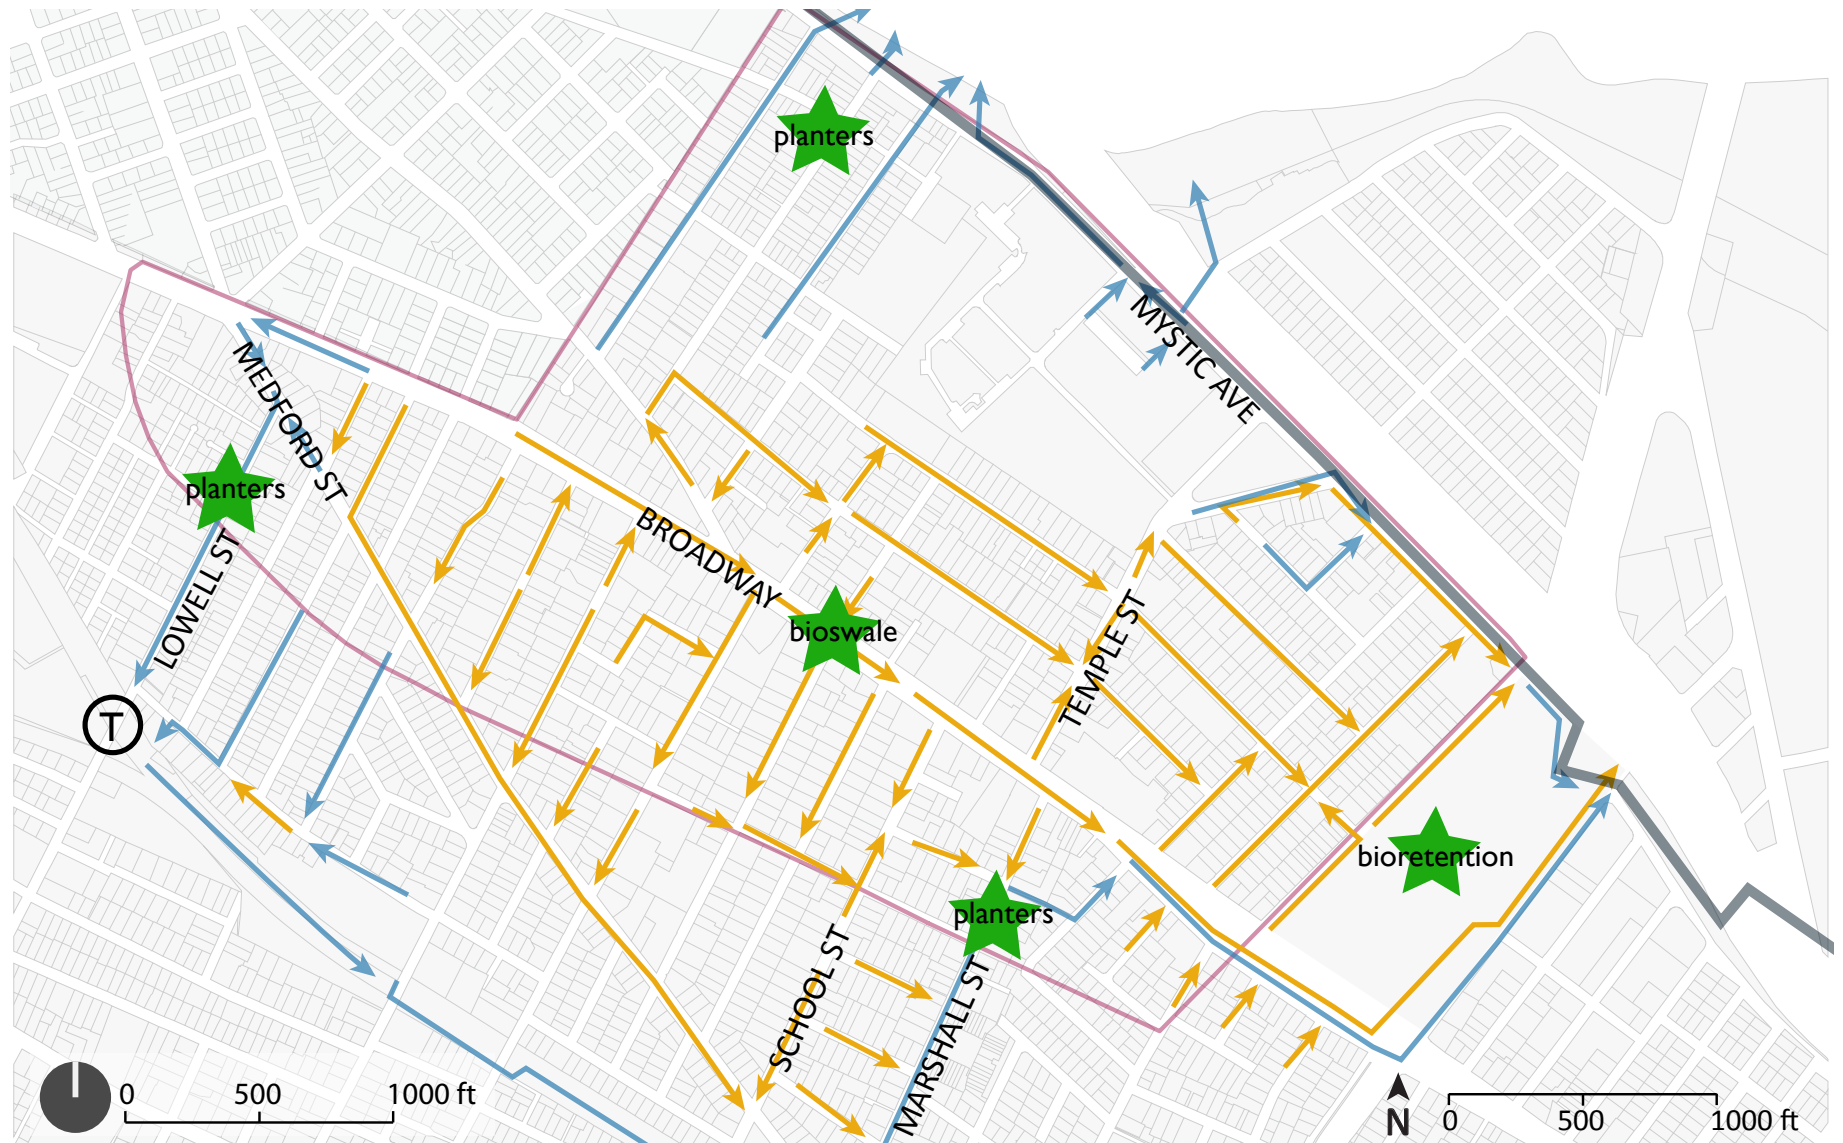 planters
MYSTIC AVE
MEDFORD ST
planters
BROADWAY
LOWELL ST
bioswale
TEMPLE ST
T
bioretention
planters
SCHOOL ST
MARSHALL ST
0 500 1000 ft
N
0 500 1000 ft